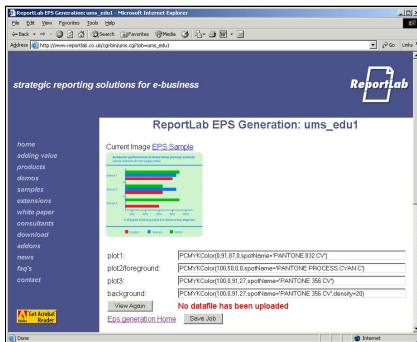 ReportLab EPS Generation: ums_edu1 - Microsoft Internet Explorer
File Edit View Favorites Tools Help
Back Search Favorites Media
Address http://www.reportlab.co.uk/cgi-bin/ums.cgi?job=ums_edu1 Go Links
strategic reporting solutions for e-business
ReportLab
ReportLab EPS Generation: ums_edu1
home
adding value
products
demos
samples
extensions
white paper
consultants
download
addons
news
faq's
contact
Get Acrobat
Reader
Current Image EPS Sample
plot1: PCMYKColor(0,91,87,0,spotName='PANTONE 032 CV')
plot2/foreground: PCMYKColor(100,50,0,0,spotName='PANTONE PROCESS CYAN C')
plot3: PCMYKColor(100,0,91,27,spotName='PANTONE 356 CV')
background: PCMYKColor(100,0,91,27,spotName='PANTONE 356 CV',density=20)
View Again No datafile has been uploaded
Eps generation Home Save Job
Done Internet